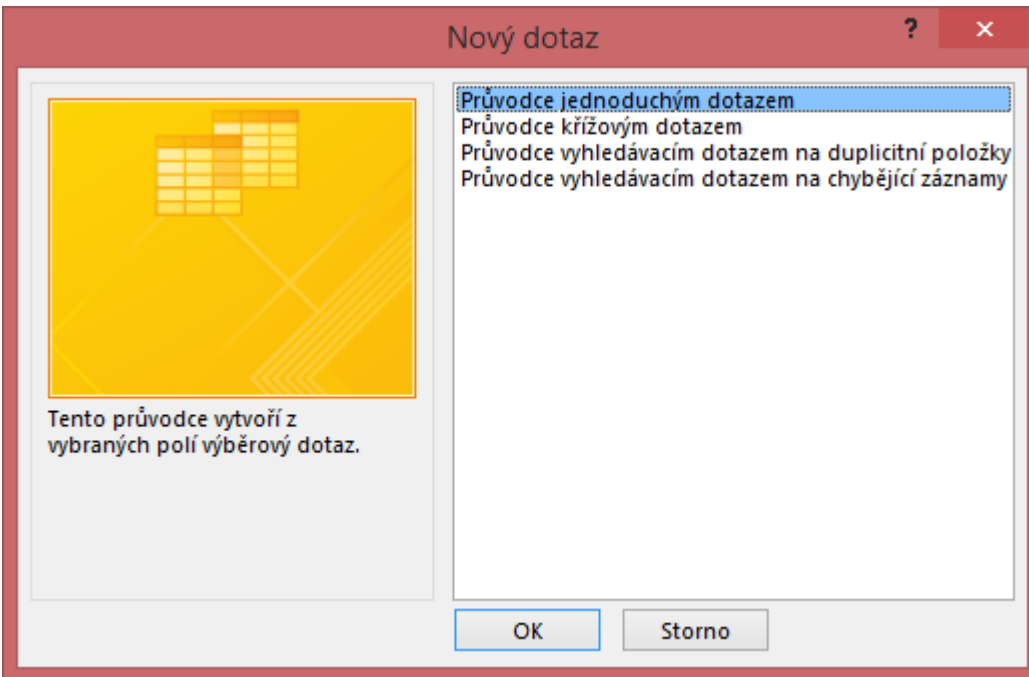 Nový dotaz
?
Průvodce jednoduchým dotazem
Průvodce křížovým dotazem
Průvodce vyhledávacím dotazem na duplicitní položky
Průvodce vyhledávacím dotazem na chybějící záznamy
Tento průvodce vytvoří z
vybraných polí výběrový dotaz.
OK
Storno